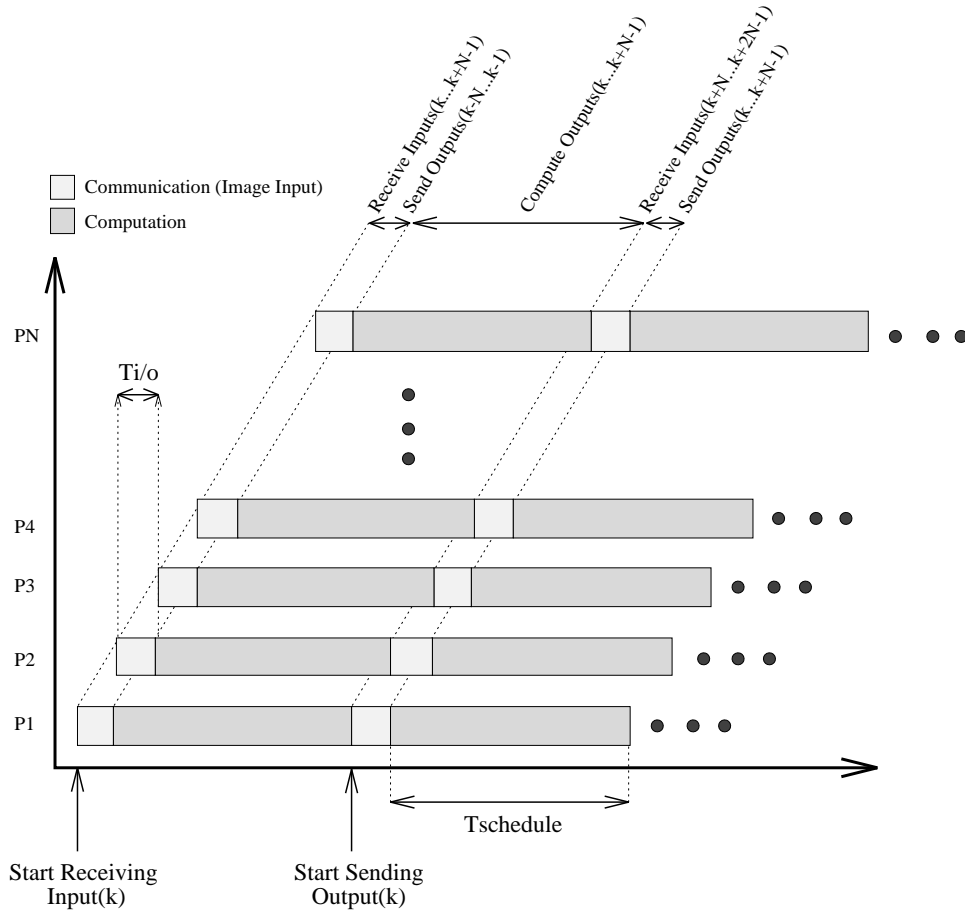 Receive Inputs(k...k+N-1)
Send Outputs(k-N...k-1)
Compute Outputs(k...k+N-1)
Receive Inputs(k+N...k+2N-1)
Send Outputs(k...k+N-1)
Communication (Image Input)
Computation
PN
Ti/o
P4
P3
P2
P1
Tschedule
Start Receiving
Input(k)
Start Sending
Output(k)